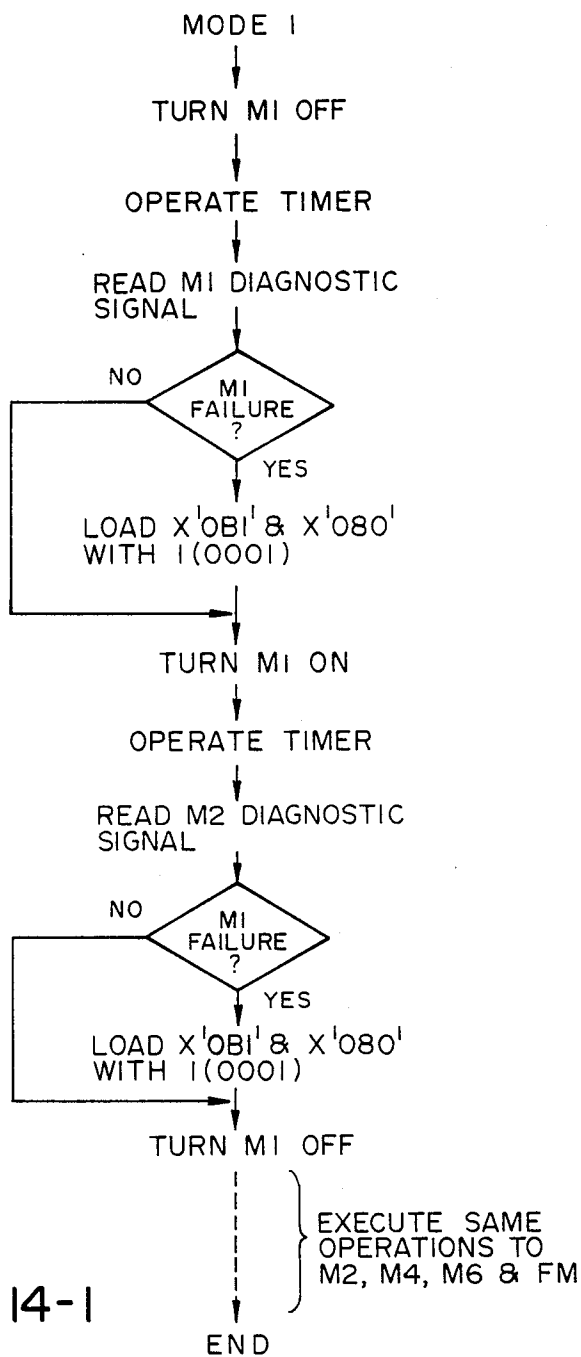 MODE 1
TURN M1 OFF
OPERATE TIMER
READ M1 DIAGNOSTIC
SIGNAL
NO
M1
FAILURE
?
YES
LOAD X'0B1' & X'080'
WITH 1(0001)
TURN M1 ON
OPERATE TIMER
READ M2 DIAGNOSTIC
SIGNAL
NO
M1
FAILURE
?
YES
LOAD X'0B1' & X'080'
WITH 1(0001)
TURN M1 OFF
EXECUTE SAME
OPERATIONS TO
M2, M4, M6 & FM
14-1
END